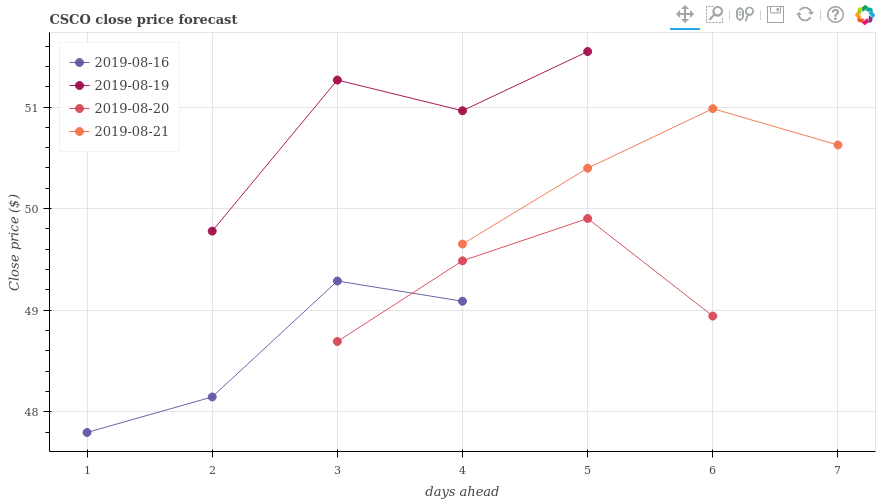 CSCO close price forecast
2019-08-16
2019-08-19
2019-08-20
2019-08-21
Close price ($)
51
50
49
48
1 2 3 4 5 6 7
days ahead